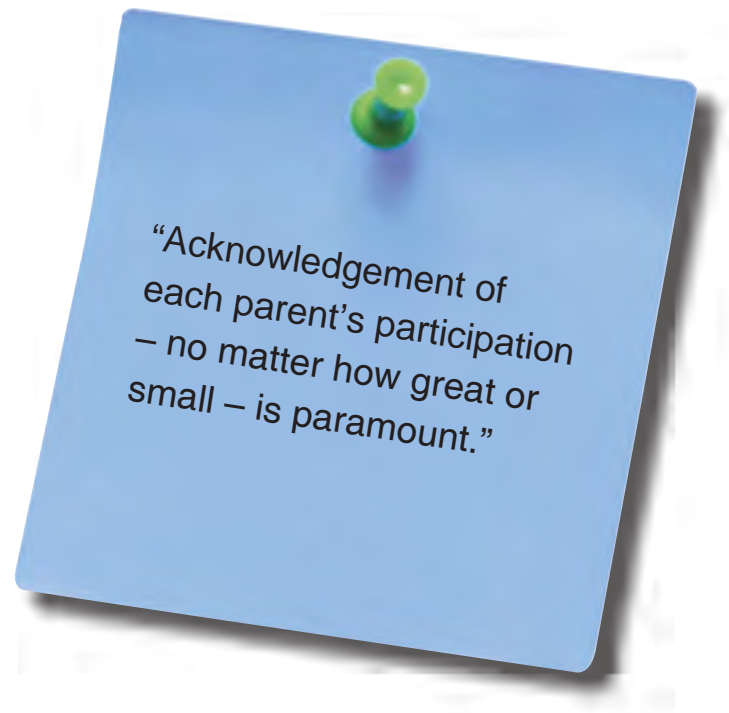 “Acknowledgement of
each parent’s participation
– no matter how great or
small – is paramount.”